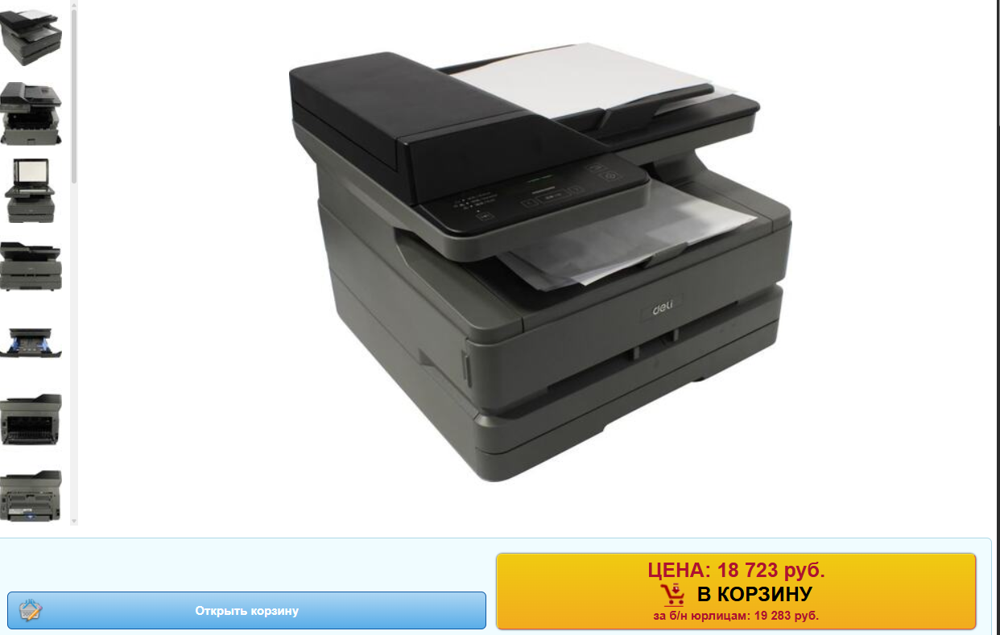 deli
ЦЕНА: 18 723 руб.
В КОРЗИНУ
за б/н юрлицам: 19 283 руб.
Открыть корзину